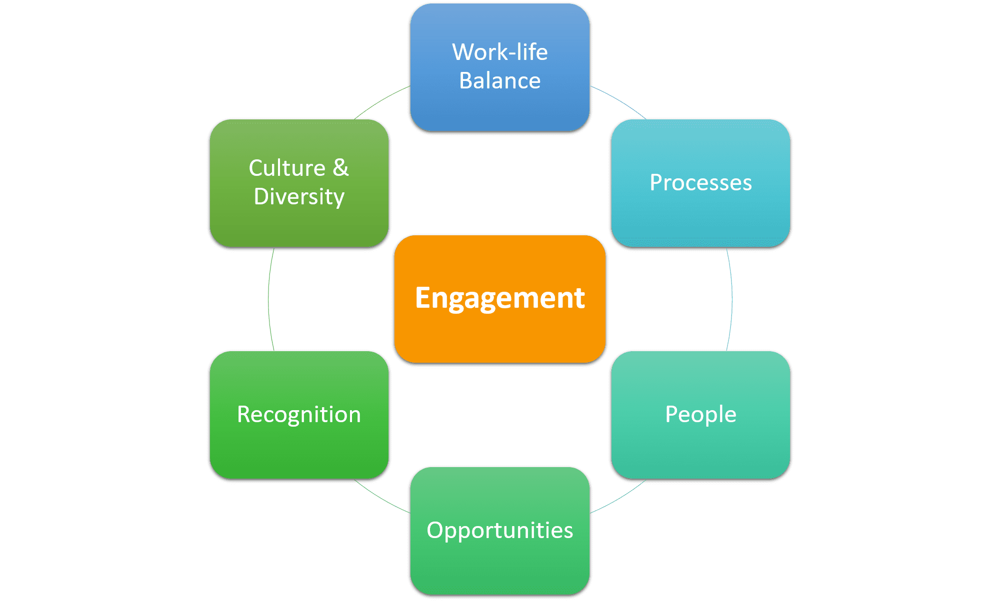 Work-life
Balance
Culture &
Diversity
Processes
Engagement
Recognition
People
Opportunities